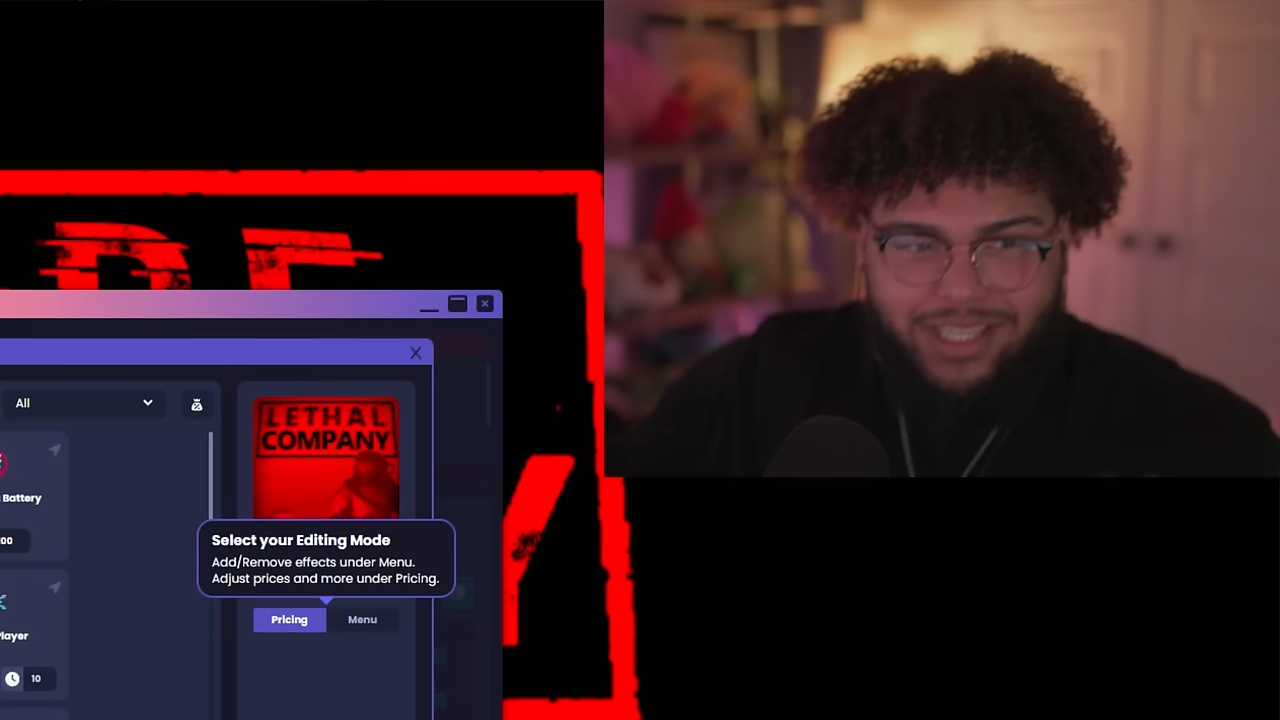 All
LETHAL
COMPANY
Battery
00
Select your Editing Mode
Add/Remove effects under Menu.
Adjust prices and more under Pricing.
Pricing
Menu
10